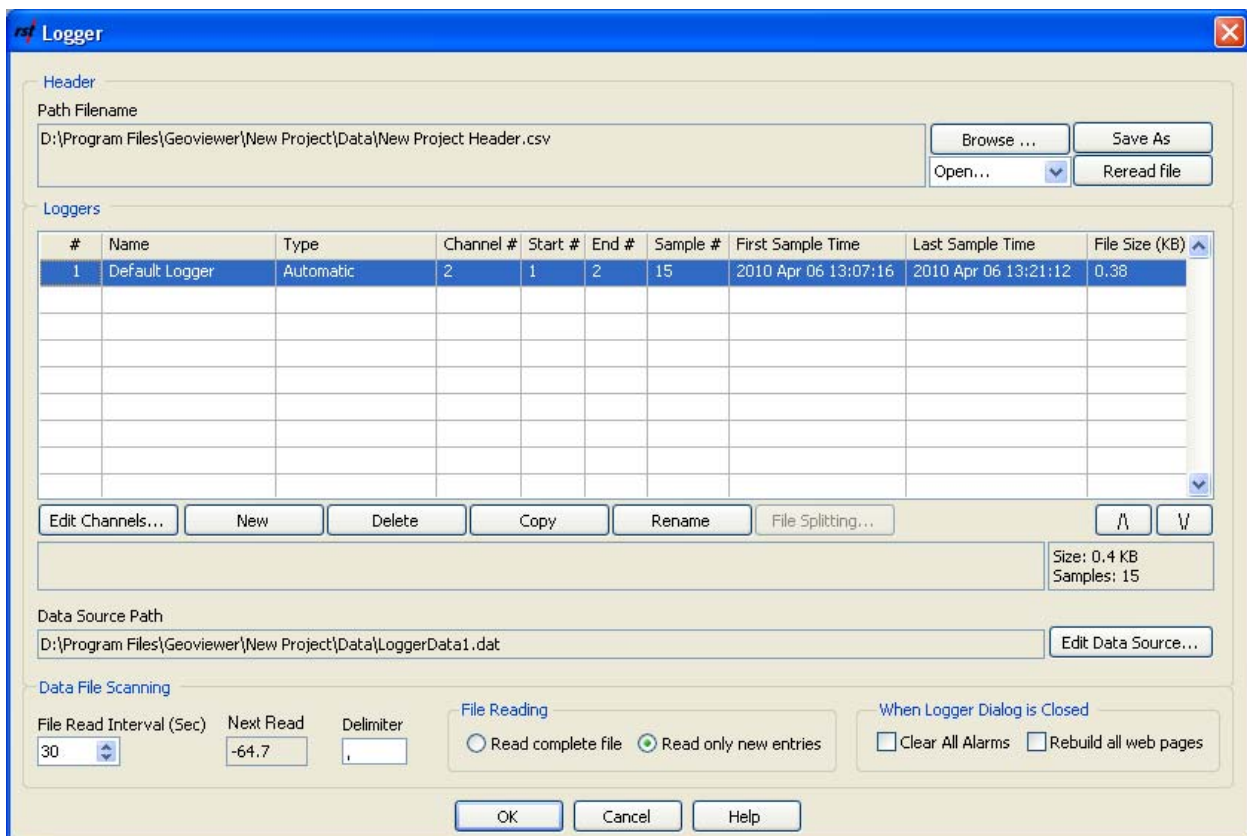 rst Logger
Header
Path Filename
D:\Program Files\Geoviewer\New Project\Data\New Project Header.csv
Browse ... Save As
Open... Reread file
Loggers
# Name Type Channel # Start # End # Sample # First Sample Time Last Sample Time File Size (KB)
1 Default Logger Automatic 2 1 2 15 2010 Apr 06 13:07:16 2010 Apr 06 13:21:12 0.38
Edit Channels... New Delete Copy Rename File Splitting... /\ \/
Size: 0.4 KB
Samples: 15
Data Source Path
D:\Program Files\Geoviewer\New Project\Data\LoggerData1.dat Edit Data Source...
Data File Scanning
File Read Interval (Sec) Next Read Delimiter
30 -64.7 ,
File Reading
Read complete file Read only new entries
When Logger Dialog is Closed
Clear All Alarms Rebuild all web pages
OK Cancel Help